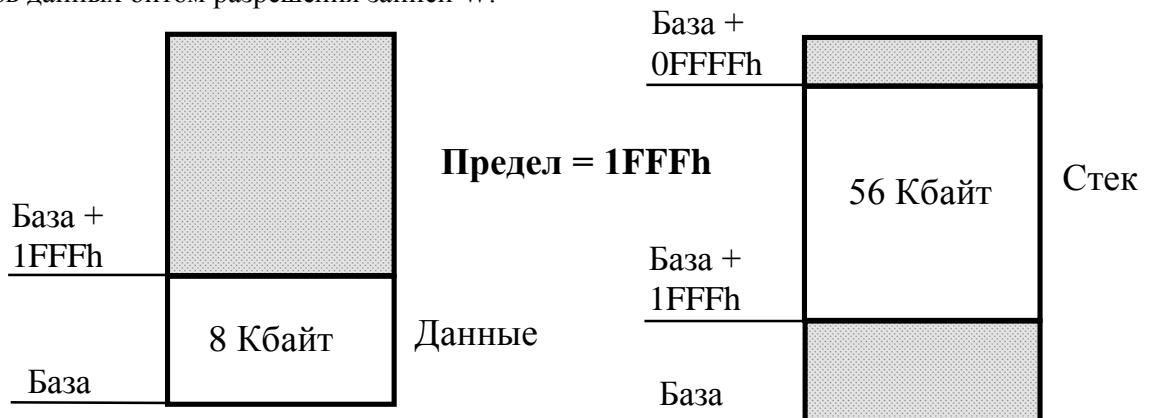 данных битом разрешения записи W.
База +
0FFFFh
Предел = 1FFFh
56 Кбайт
Стек
База +
1FFFh
База +
1FFFh
8 Кбайт
Данные
База
База